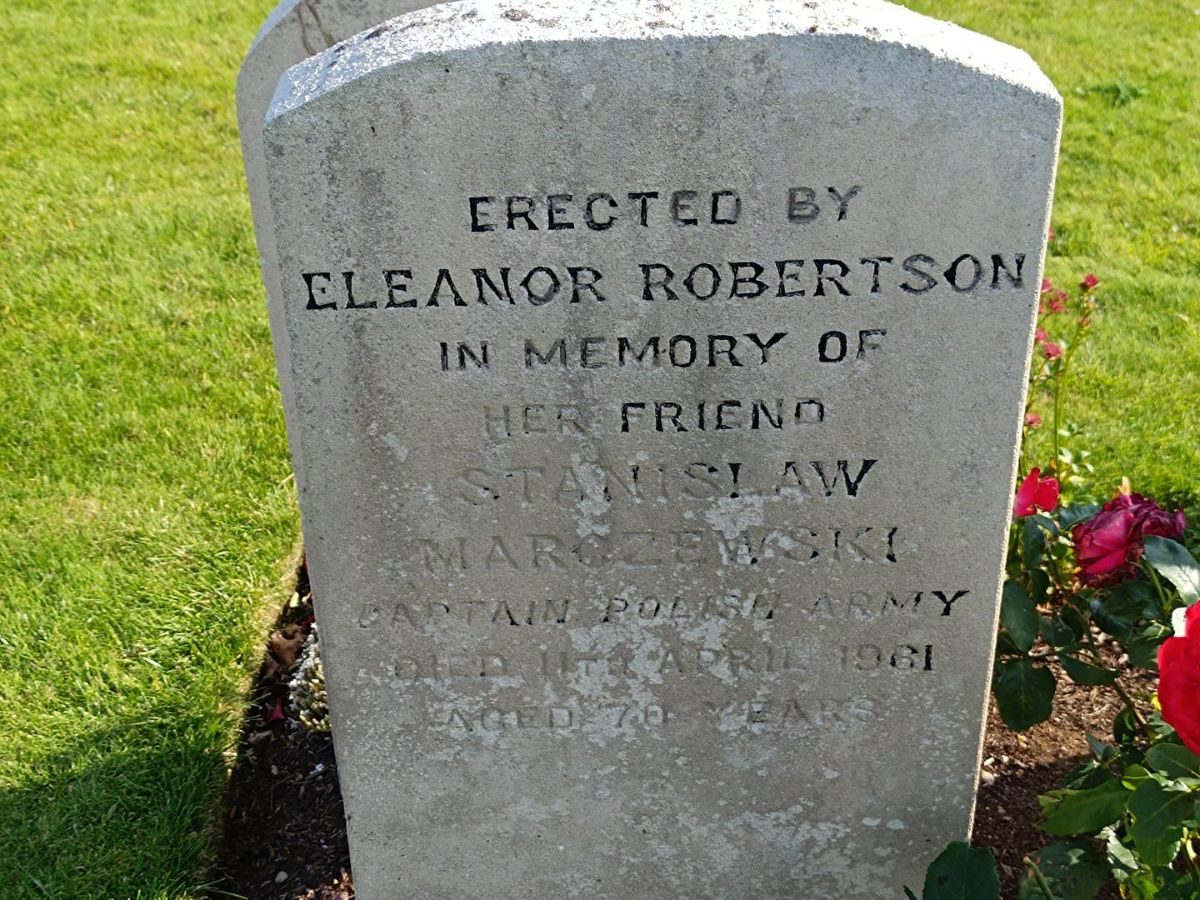 ERECTED BY
ELEANOR ROBERTSON
IN MEMORY OF
HER FRIEND
STANISLAW
MARCZEWSKI
CAPTAIN POLISH ARMY
DIED 11TH APRIL 1961
AGED 70 YEARS